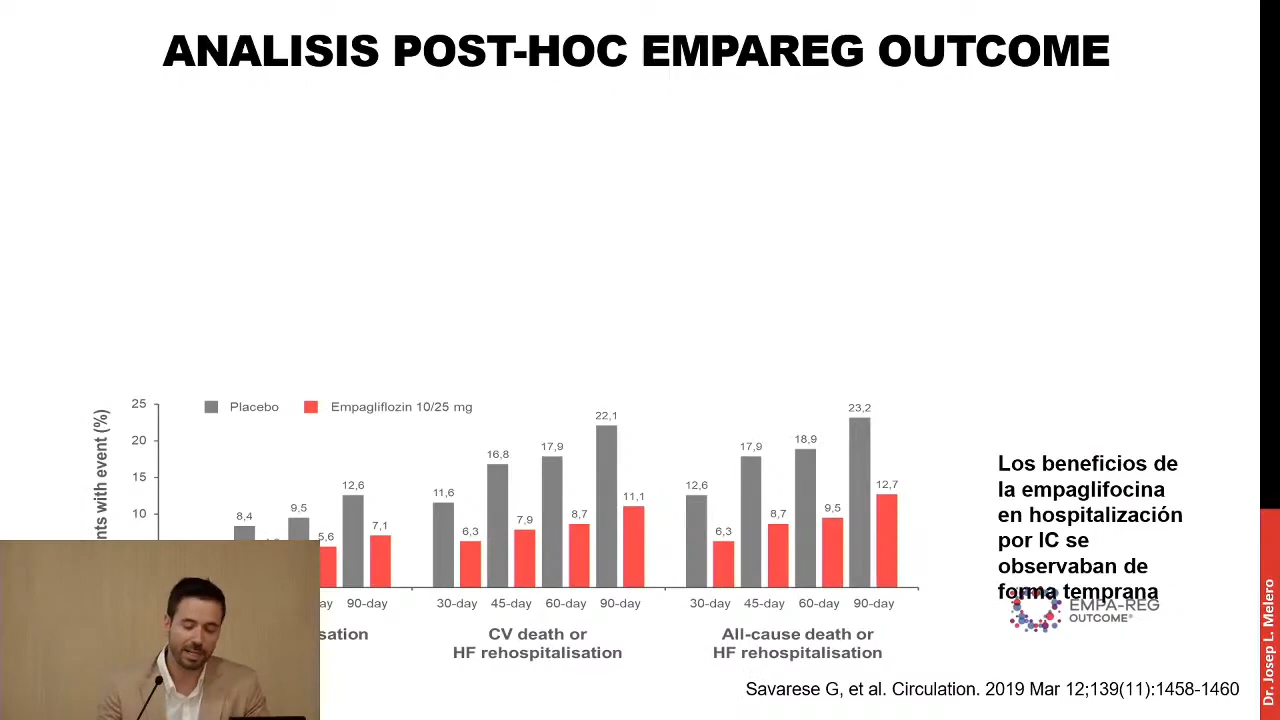 ANALISIS POST-HOC EMPAREG OUTCOME
25
20
15
10
Placebo
Empagliflozin 10/25 mg
8,4
9,5
5,6
12,6
7,1
11,6
6,3
16,8
7,9
17,9
8,7
22,1
11,1
12,6
6,3
17,9
8,7
18,9
9,5
23,2
12,7
90-day
30-day
45-day
60-day
90-day
30-day
45-day
60-day
90-day
CV death or
HF rehospitalisation
All-cause death or
HF rehospitalisation
with event (%)
Los beneficios de
la empaglifocina
en hospitalización
por IC se
observaban de
forma temprana
EMPA-REG
OUTCOME®
Savarese G, et al. Circulation. 2019 Mar 12;139(11):1458-1460
Dr. Josep L. Melero